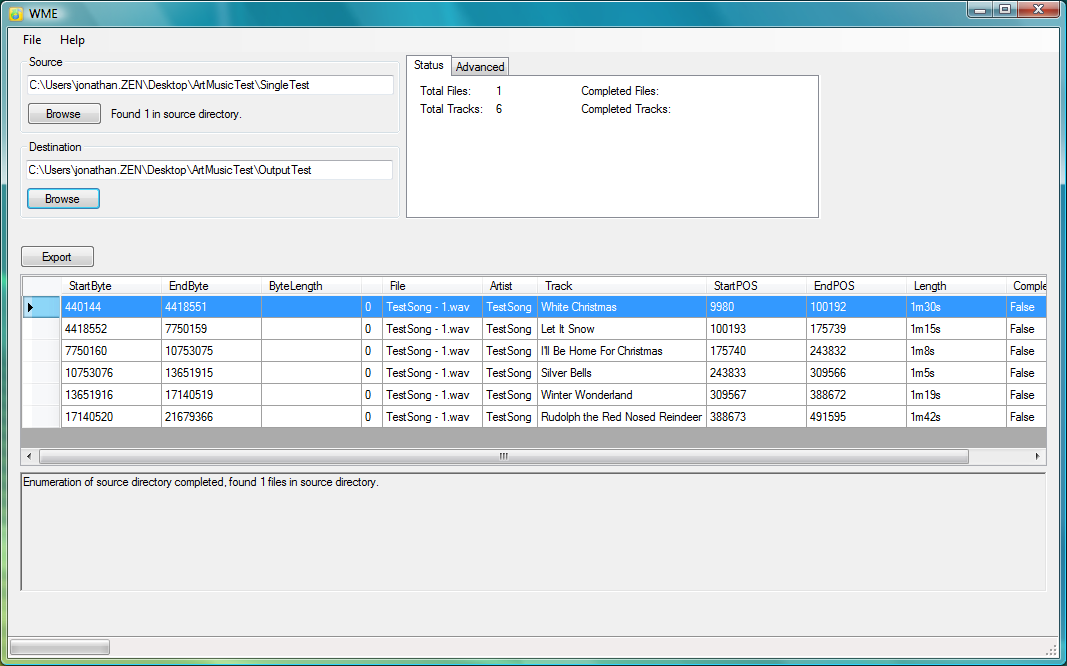 WME
File Help
Source
C:\Users\jonathan.ZEN\Desktop\ArtMusicTest\SingleTest
Browse Found 1 in source directory.
Destination
C:\Users\jonathan.ZEN\Desktop\ArtMusicTest\OutputTest
Browse
Status Advanced
Total Files: 1 Completed Files:
Total Tracks: 6 Completed Tracks:
Export
StartByte EndByte ByteLength File Artist Track StartPOS EndPOS Length Comple
440144 4418551 0 TestSong - 1.wav TestSong White Christmas 9980 100192 1m30s False
4418552 7750159 0 TestSong - 1.wav TestSong Let It Snow 100193 175739 1m15s False
7750160 10753075 0 TestSong - 1.wav TestSong I'll Be Home For Christmas 175740 243832 1m8s False
10753076 13651915 0 TestSong - 1.wav TestSong Silver Bells 243833 309566 1m5s False
13651916 17140519 0 TestSong - 1.wav TestSong Winter Wonderland 309567 388672 1m19s False
17140520 21679366 0 TestSong - 1.wav TestSong Rudolph the Red Nosed Reindeer 388673 491595 1m42s False
Enumeration of source directory completed, found 1 files in source directory.